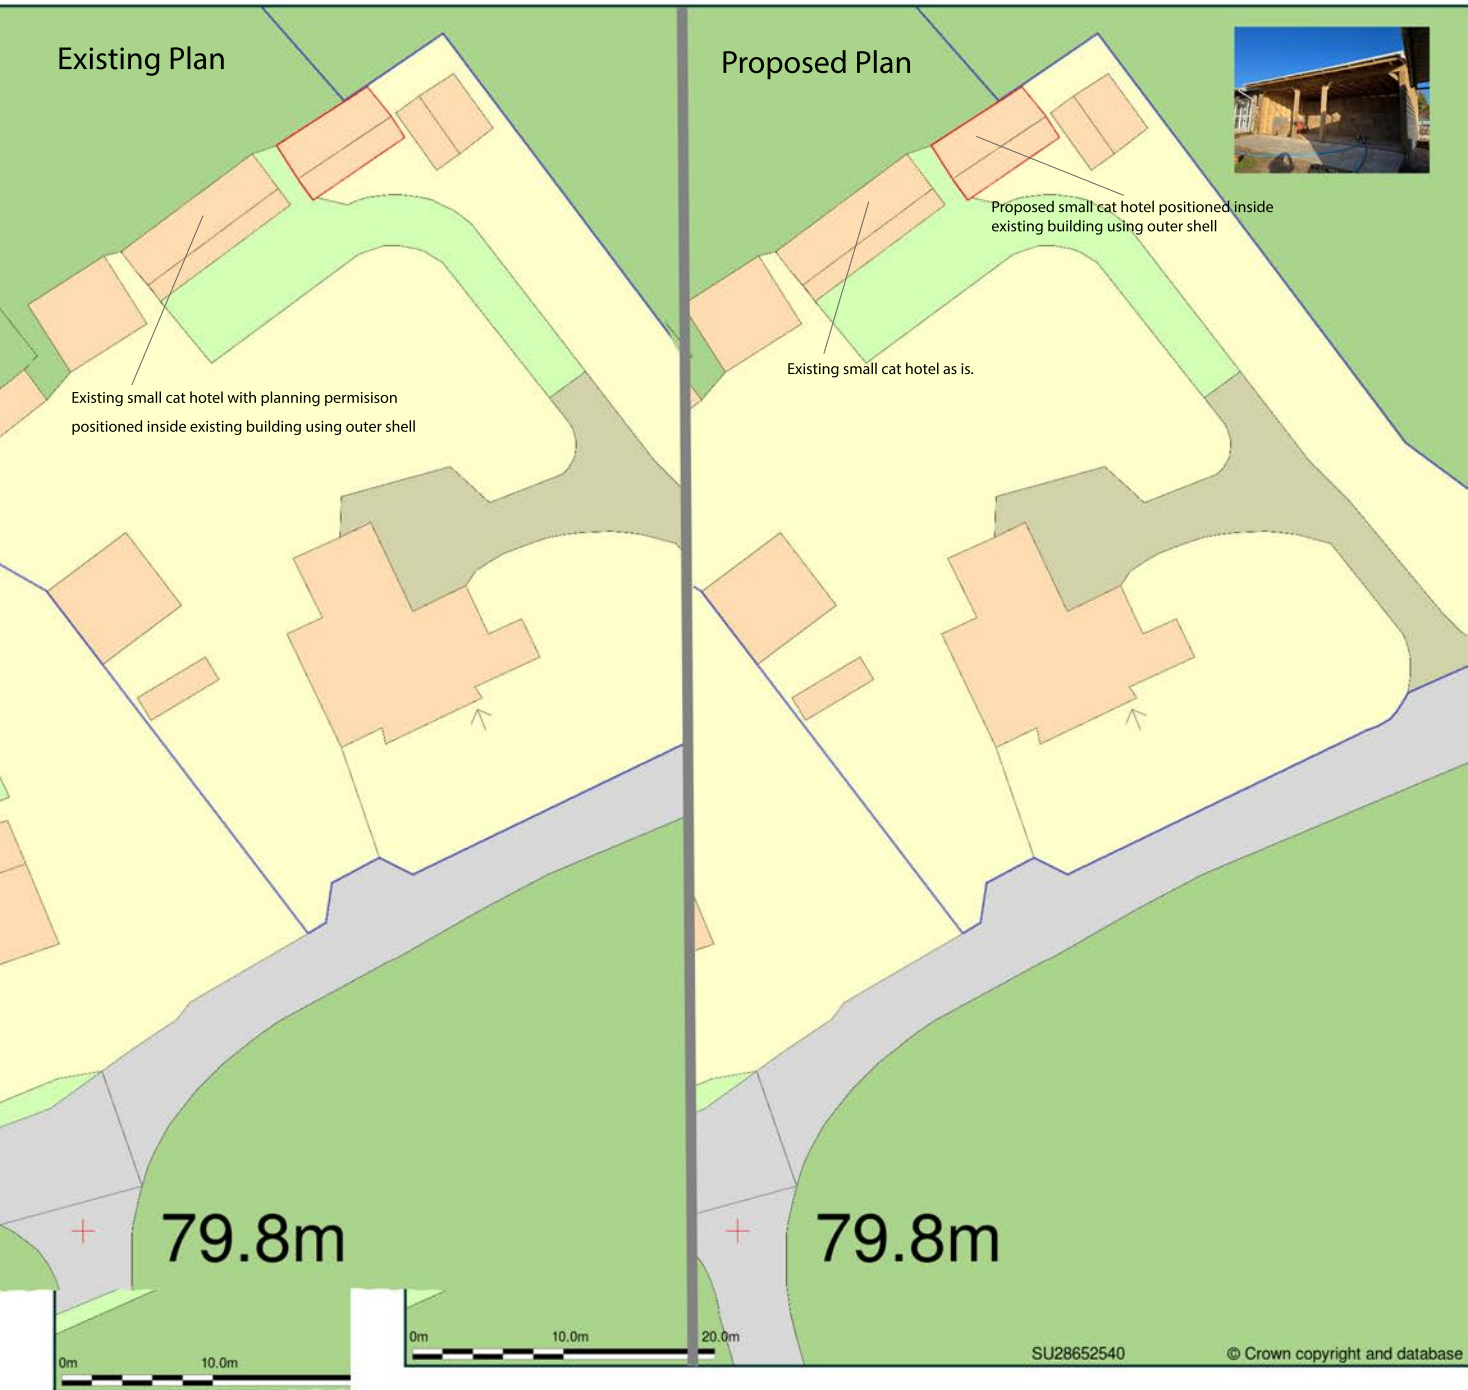 Existing Plan
Existing small cat hotel with planning permisison
positioned inside existing building using outer shell
79.8m
0m 10.0m
0m 10.0m 20.0m
Proposed Plan
Proposed small cat hotel positioned inside
existing building using outer shell
Existing small cat hotel as is.
79.8m
SU28652540
© Crown copyright and database